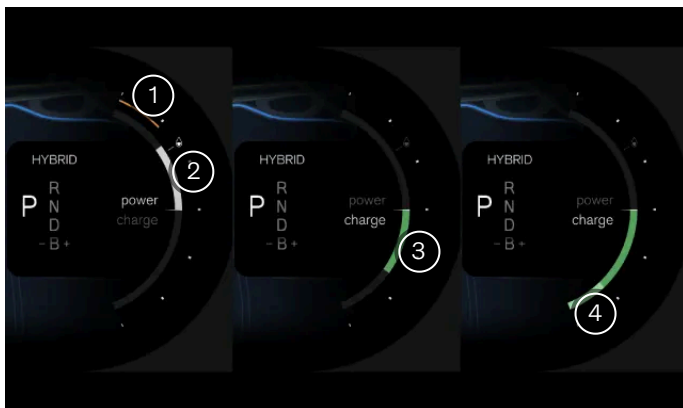 1
2
HYBRID
P
R
N
D
- B +
power
charge
HYBRID
P
R
N
D
- B +
power
charge
3
HYBRID
P
R
N
D
- B +
power
charge
4